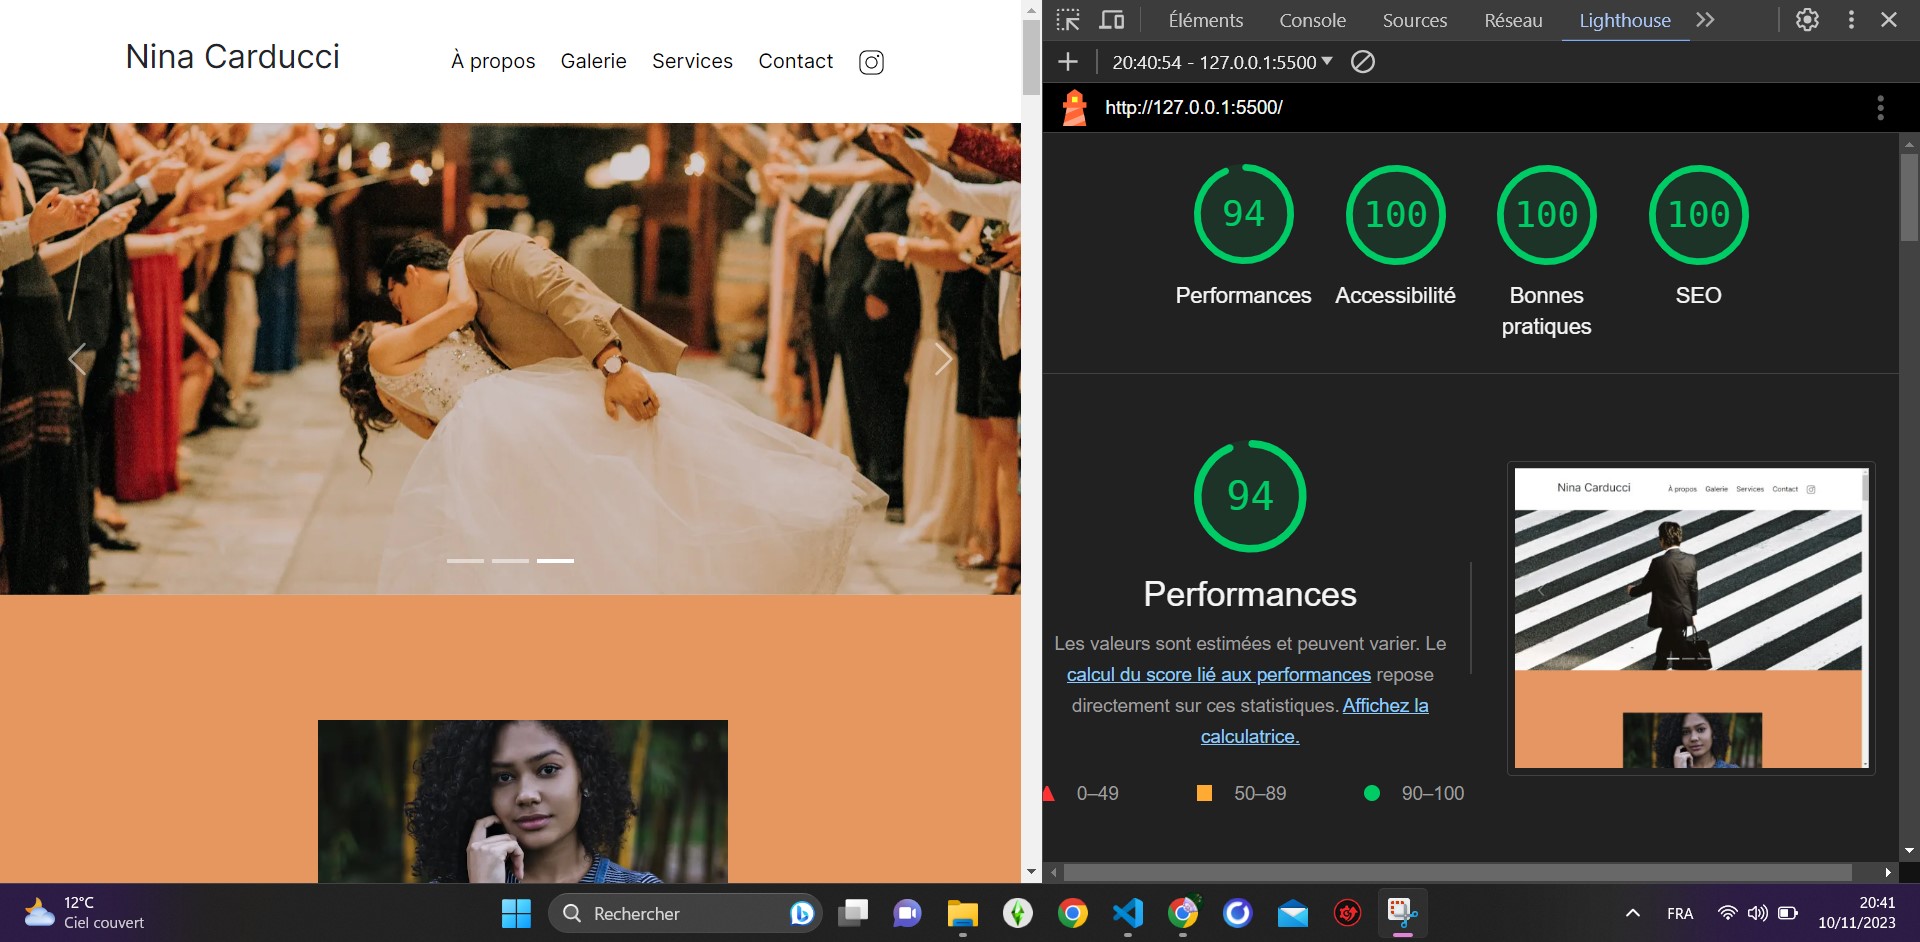 Nina Carducci
À propos Galerie Services Contact
Éléments Console Sources Réseau Lighthouse
20:40:54 - 127.0.0.1:5500
http://127.0.0.1:5500/
94 100 100 100
Performances Accessibilité Bonnes pratiques SEO
94
Performances
Les valeurs sont estimées et peuvent varier. Le
calcul du score lié aux performances repose
directement sur ces statistiques. Affichez la
calculatrice.
0–49 50–89 90–100
Nina Carducci À propos Galerie Services Contact
12°C
Ciel couvert
Rechercher
FRA
20:41
10/11/2023